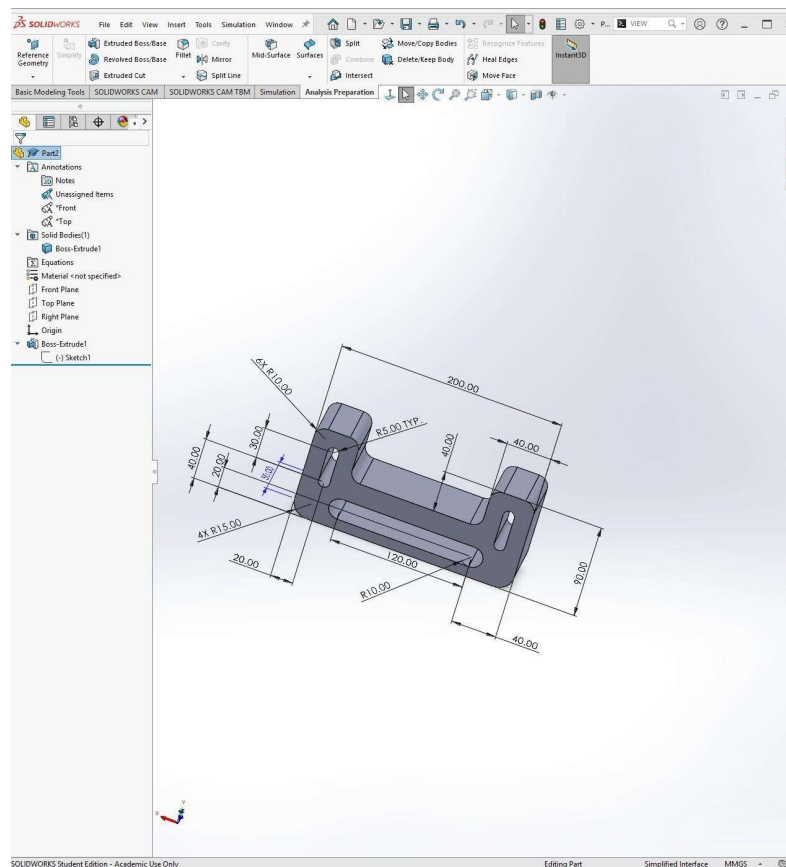 SOLIDWORKS File Edit View Insert Tools Simulation Window P... VIEW
Reference Geometry
Simplify
Extruded Boss/Base
Revolved Boss/Base
Extruded Cut
Fillet
Cavity
Mirror
Split Line
Mid-Surface
Surfaces
Split
Combine
Intersect
Move/Copy Bodies
Delete/Keep Body
Recognize Features
Heal Edges
Move Face
Instant3D
Basic Modeling Tools SOLIDWORKS CAM SOLIDWORKS CAM TBM Simulation Analysis Preparation
Part2
Annotations
Notes
Unassigned Items
*Front
*Top
Solid Bodies(1)
Boss-Extrude1
Equations
Material <not specified>
Front Plane
Top Plane
Right Plane
Origin
Boss-Extrude1
(-) Sketch1
6X R10.00
200.00
30.00
R5.00 TYP.
40.00
40.00
40.00
20.00
4X R15.00
20.00
120.00
R10.00
90.00
40.00
SOLIDWORKS Student Edition - Academic Use Only Editing Part Simplified Interface MMGS